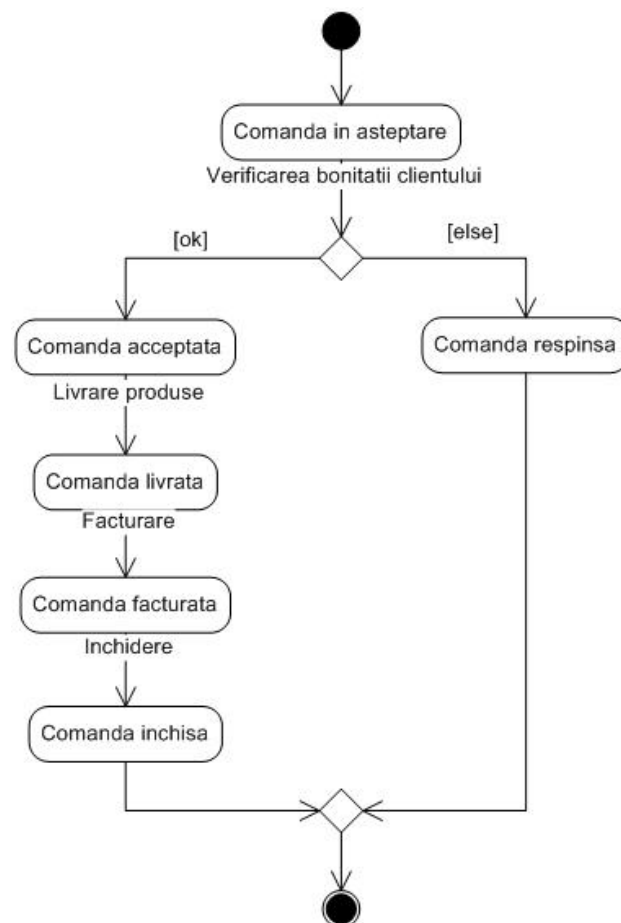 Comanda in asteptare
Verificarea bonitatii clientului
[ok]
[else]
Comanda acceptata
Comanda respinsa
Livrare produse
Comanda livrata
Facturare
Comanda facturata
Inchidere
Comanda inchisa